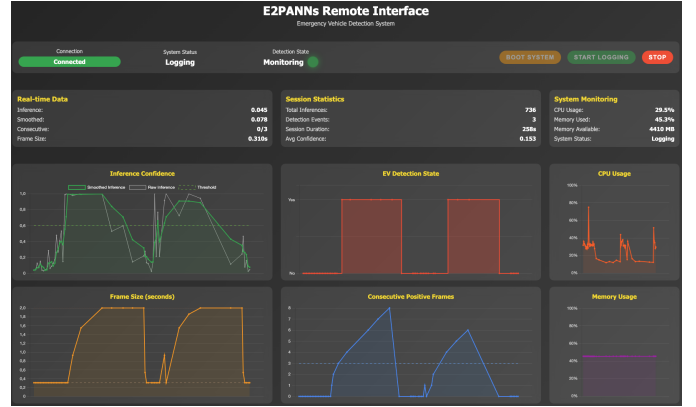 E2PANNs Remote Interface
Emergency Vehicle Detection System
Connection
Connected
System Status
Logging
Detection State
Monitoring
BOOT SYSTEM
START LOGGING
STOP
Real-time Data
Inference: 0.045
Smoothed: 0.078
Consecutive: 0/3
Frame Size: 0.310s
Session Statistics
Total Inferences: 736
Detection Events: 3
Session Duration: 258s
Avg Confidence: 0.153
System Monitoring
CPU Usage: 29.5%
Memory Used: 45.3%
Memory Available: 4410 MB
System Status: Logging
Inference Confidence
Smoothed Inference Raw Inference Threshold
1,0
0,8
0,6
0,4
0,2
0
EV Detection State
Yes
No
CPU Usage
100%
80%
60%
40%
20%
0%
Frame Size (seconds)
2,0
1,8
1,6
1,4
1,2
1,0
0,8
0,6
0,4
0,2
0
Consecutive Positive Frames
8
7
6
5
4
3
2
1
0
Memory Usage
100%
80%
60%
40%
20%
0%